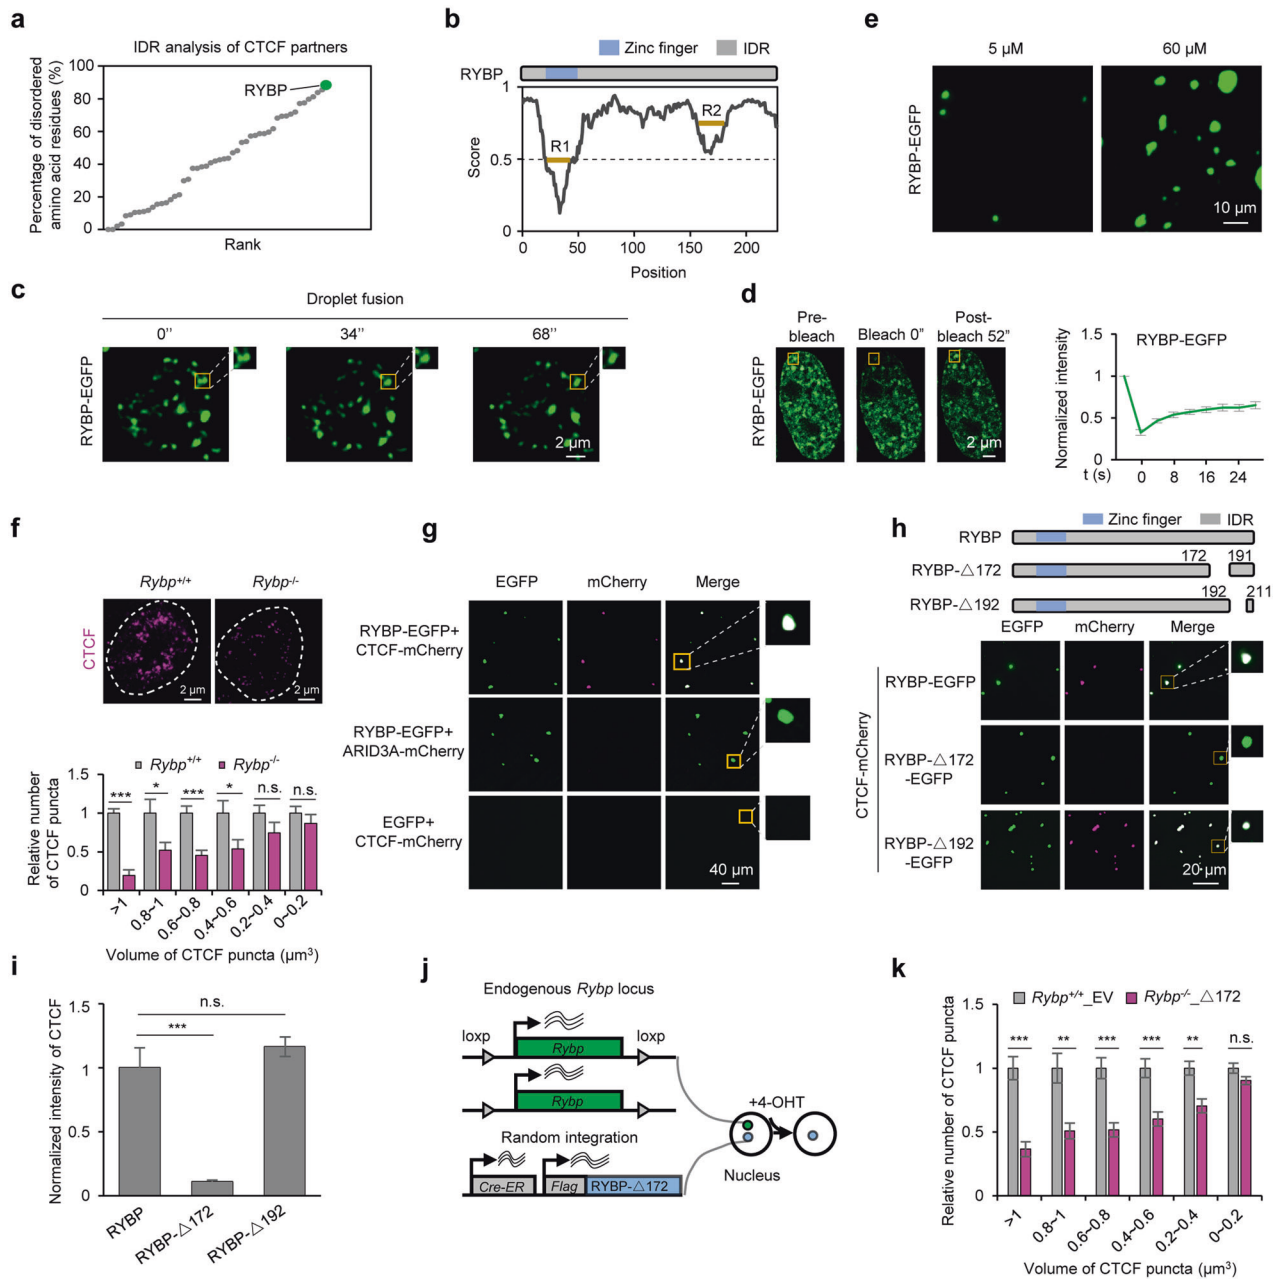 a
IDR analysis of CTCF partners
Percentage of disordered
amino acid residues (%)
100
80
60
40
20
0
RYBP
Rank
b
Zinc finger
IDR
RYBP
1
0.5
0
Score
R1
R2
0
50
100
150
200
Position
e
5 µM
60 µM
RYBP-EGFP
10 µm
c
Droplet fusion
0’’
34’’
68’’
RYBP-EGFP
2 µm
d
Pre-
bleach
Bleach 0”
Post-
bleach 52”
RYBP-EGFP
2 µm
RYBP-EGFP
Normalized intensity
1.5
1
0.5
0
t (s)
0
8
16
24
f
Rybp+/+
Rybp-/-
CTCF
2 µm
2 µm
Rybp+/+
Rybp-/-
Relative number
of CTCF puncta
1.5
1
0.5
0
***
*
***
*
n.s.
n.s.
>1
0.8~1
0.6~0.8
0.4~0.6
0.2~0.4
0~0.2
Volume of CTCF puncta (µm³)
g
EGFP
mCherry
Merge
RYBP-EGFP+
CTCF-mCherry
RYBP-EGFP+
ARID3A-mCherry
EGFP+
CTCF-mCherry
40 µm
h
Zinc finger
IDR
RYBP
172
191
RYBP-△172
192
211
RYBP-△192
EGFP
mCherry
Merge
CTCF-mCherry
RYBP-EGFP
RYBP-△172
-EGFP
RYBP-△192
-EGFP
20 µm
i
Normalized intensity of CTCF
1.5
1
0.5
0
n.s.
***
RYBP
RYBP-△172
RYBP-△192
j
Endogenous Rybp locus
loxp
loxp
Rybp
Rybp
Random integration
Cre-ER
Flag
RYBP-△172
+4-OHT
Nucleus
k
Rybp+/+_EV
Rybp-/-_△172
Relative number of CTCF puncta
1.5
1
0.5
0
***
**
***
***
**
n.s.
>1
0.8~1
0.6~0.8
0.4~0.6
0.2~0.4
0~0.2
Volume of CTCF puncta (µm³)